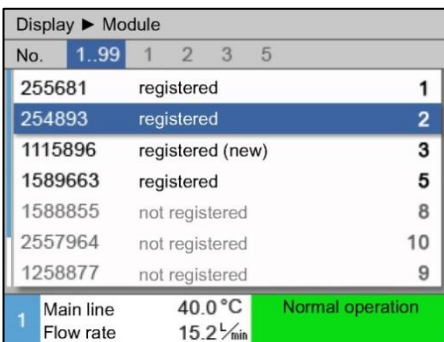 Display ► Module
No. 1..99 1 2 3 5
255681 registered 1
254893 registered 2
1115896 registered (new) 3
1589663 registered 5
1588855 not registered 8
2557964 not registered 10
1258877 not registered 9
1 Main line 40.0 °C Normal operation
Flow rate 15.2 L/min